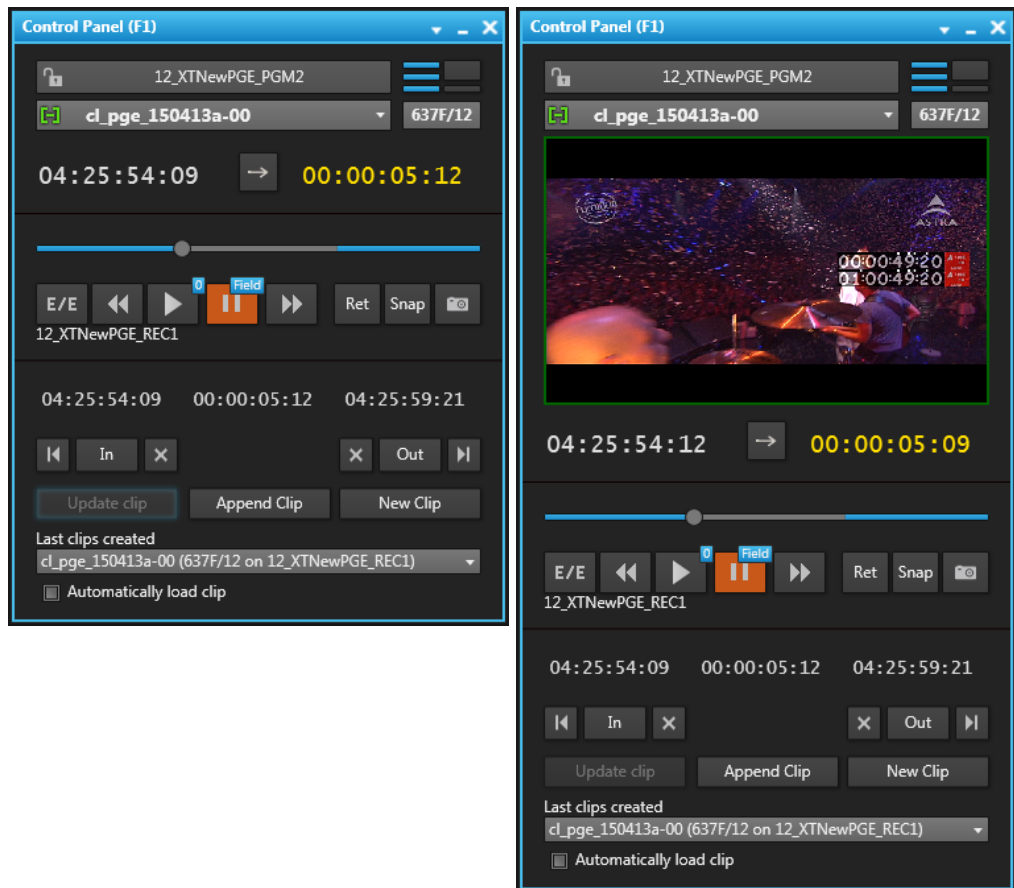 Control Panel (F1)
12_XTNewPGE_PGM2
cl_pge_150413a-00
637F/12
04:25:54:09
00:00:05:12
E/E
0
Field
Ret
Snap
12_XTNewPGE_REC1
04:25:54:09 00:00:05:12 04:25:59:21
In
Out
Update clip
Append Clip
New Clip
Last clips created
cl_pge_150413a-00 (637F/12 on 12_XTNewPGE_REC1)
Automatically load clip
Control Panel (F1)
12_XTNewPGE_PGM2
cl_pge_150413a-00
637F/12
ASTRA
00:00:49:20
01:00:49:20
04:25:54:12
00:00:05:09
E/E
0
Field
Ret
Snap
12_XTNewPGE_REC1
04:25:54:09 00:00:05:12 04:25:59:21
In
Out
Update clip
Append Clip
New Clip
Last clips created
cl_pge_150413a-00 (637F/12 on 12_XTNewPGE_REC1)
Automatically load clip